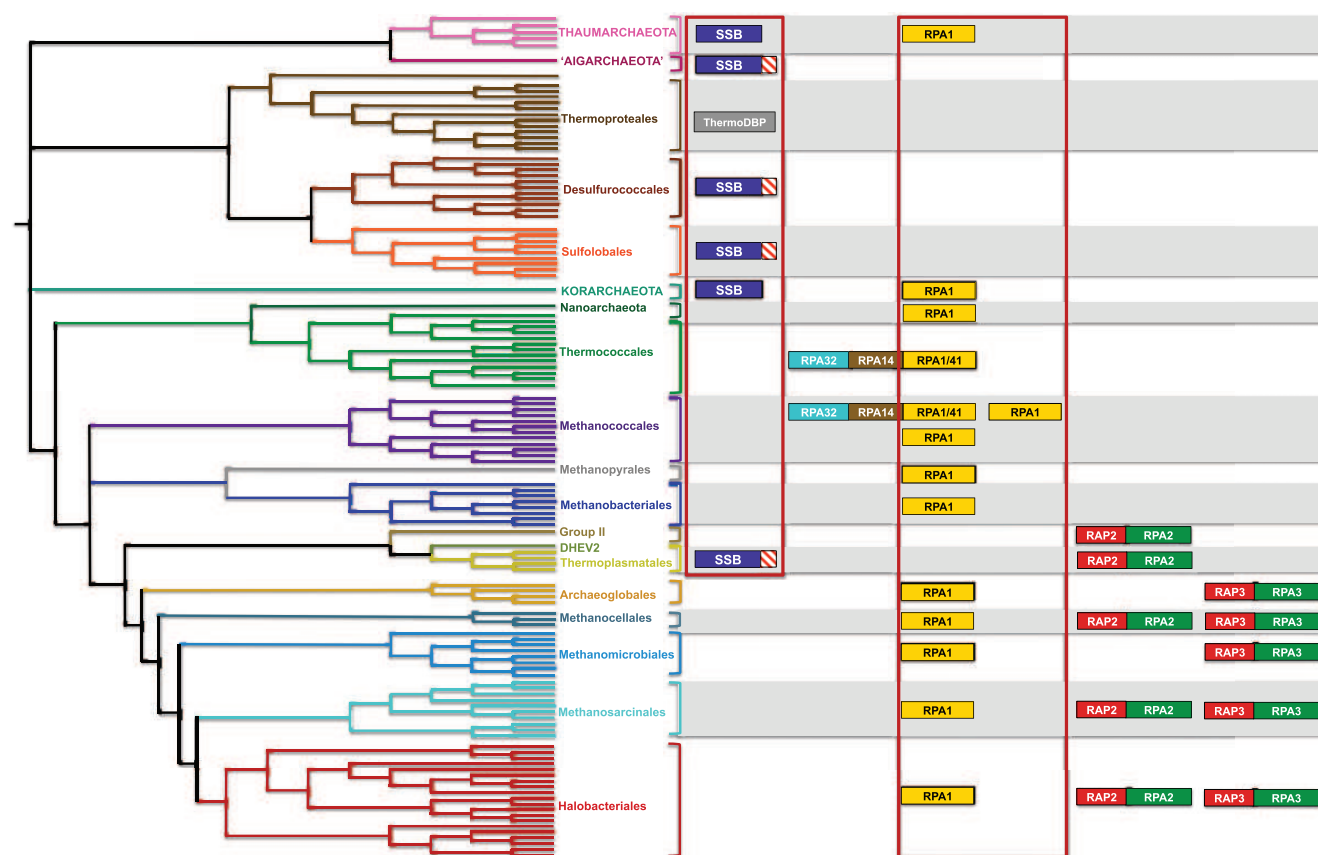 THAUMARCHAEOTA SSB RPA1
‘AIGARCHAEOTA’ SSB
Thermoproteales ThermoDBP
Desulfurococcales SSB
Sulfolobales SSB
KORARCHAEOTA SSB RPA1
Nanoarchaeota RPA1
Thermococcales RPA32 RPA14 RPA1/41
Methanococcales RPA32 RPA14 RPA1/41 RPA1
RPA1
Methanopyrales RPA1
Methanobacteriales RPA1
Group II RAP2 RPA2
DHEV2
Thermoplasmatales SSB RAP2 RPA2
Archaeoglobales RPA1 RAP3 RPA3
Methanocellales RPA1 RAP2 RPA2 RAP3 RPA3
Methanomicrobiales RPA1 RAP3 RPA3
Methanosarcinales RPA1 RAP2 RPA2 RAP3 RPA3
Halobacteriales RPA1 RAP2 RPA2 RAP3 RPA3